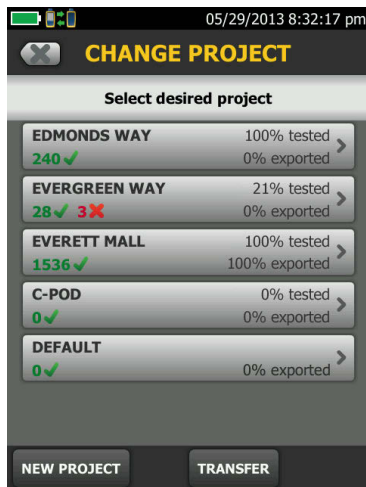 05/29/2013 8:32:17 pm
CHANGE PROJECT
Select desired project
EDMONDS WAY 100% tested
240 0% exported
EVERGREEN WAY 21% tested
28 3 0% exported
EVERETT MALL 100% tested
1536 100% exported
C-POD 0% tested
0 0% exported
DEFAULT
0 0% exported
NEW PROJECT TRANSFER